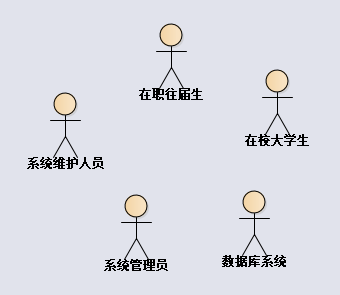 在职往届生
在校大学生
系统维护人员
系统管理员
数据库系统